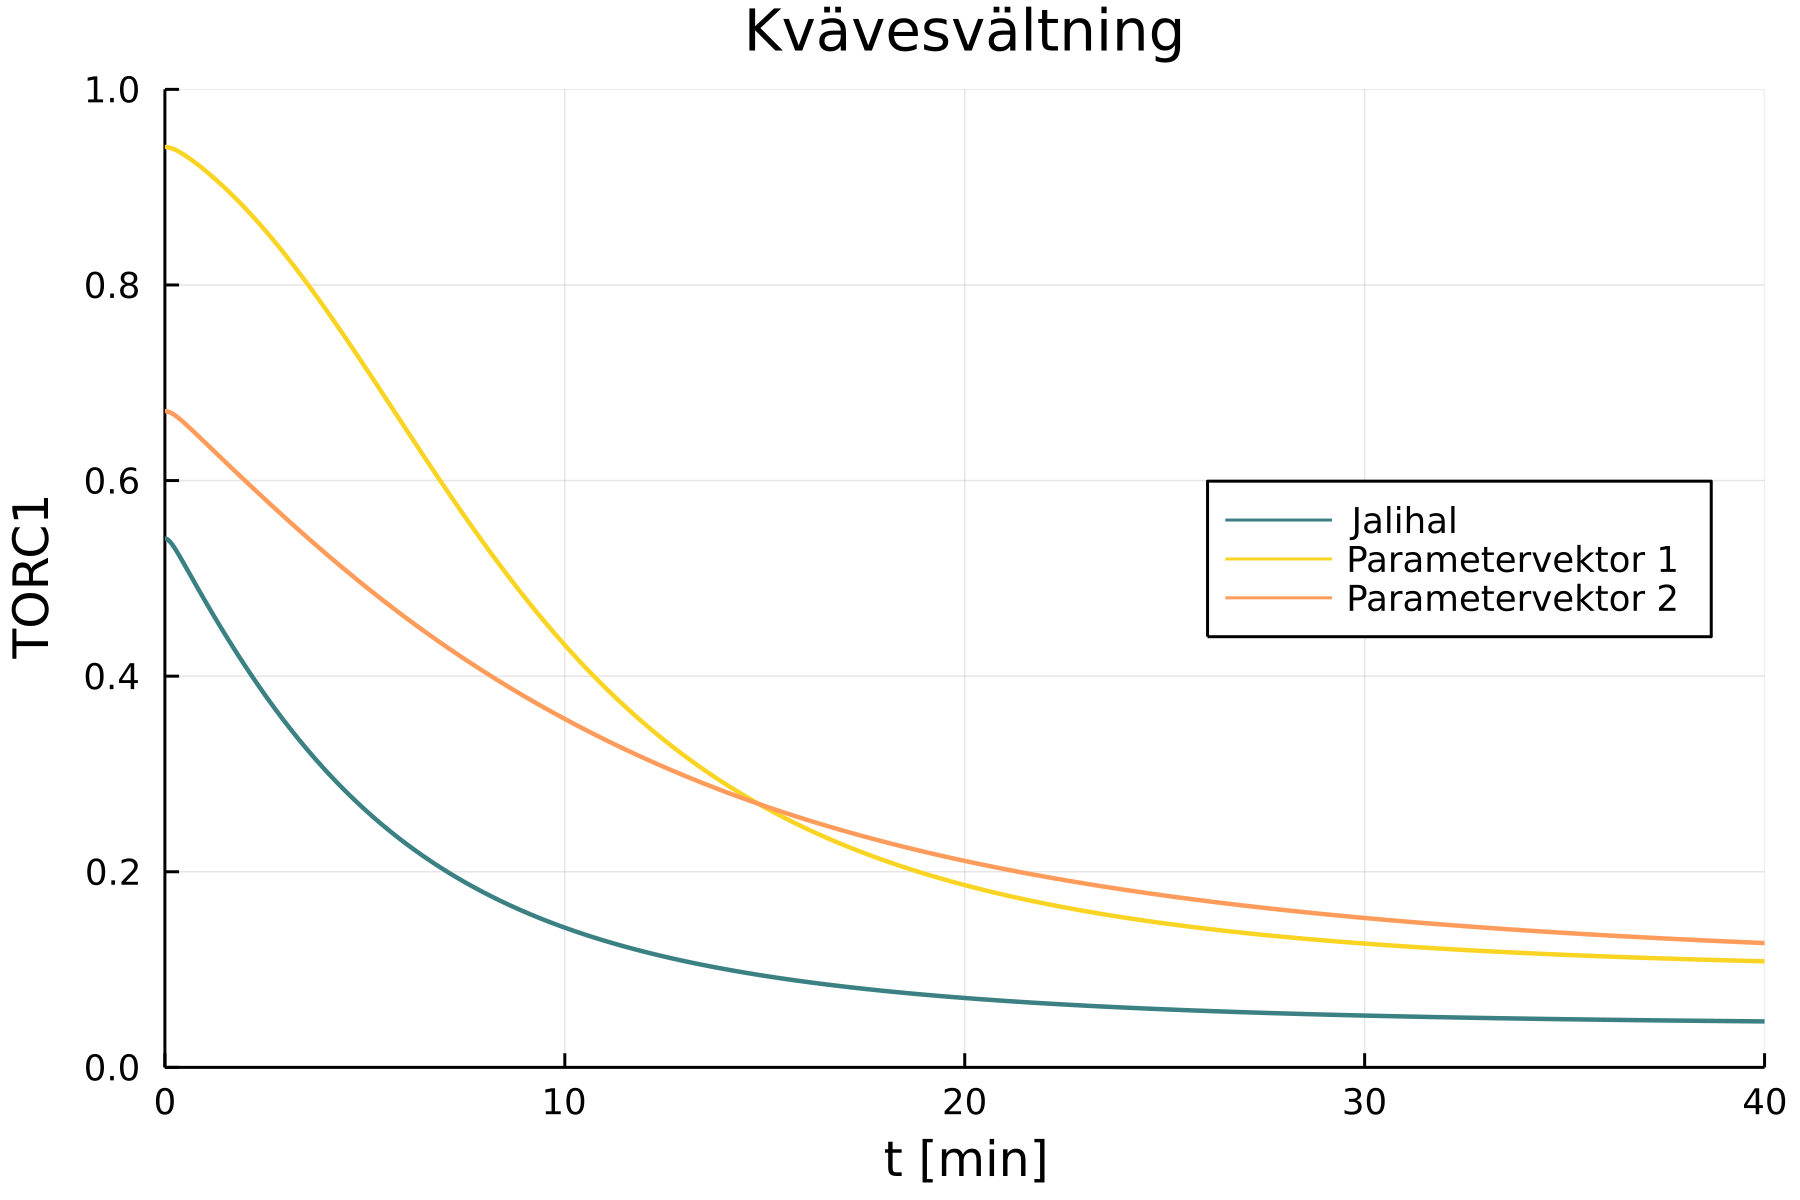 Kvävesvältning
1.0
0.8
0.6
0.4
0.2
0.0
TORC1
Jalihal
Parametervektor 1
Parametervektor 2
0 10 20 30 40
t [min]